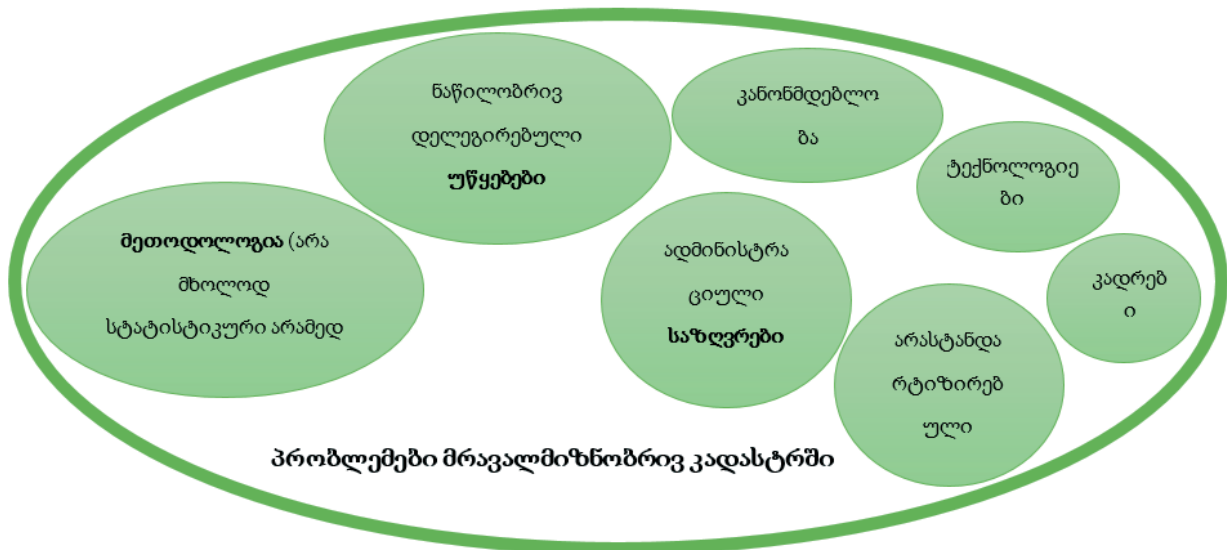 ნაწილობრივ
დელეგირებული
უწყებები
კანონმდებლო
ბა
ტექნოლოგიე
ბი
მეთოდოლოგია (არა
მხოლოდ
სტატისტიკური არამედ
ადმინისტრა
ციული
საზღვრები
კადრებ
ი
არასტანდა
რტიზირებ
ული
პრობლემები მრავალმიზნობრივ კადასტრში